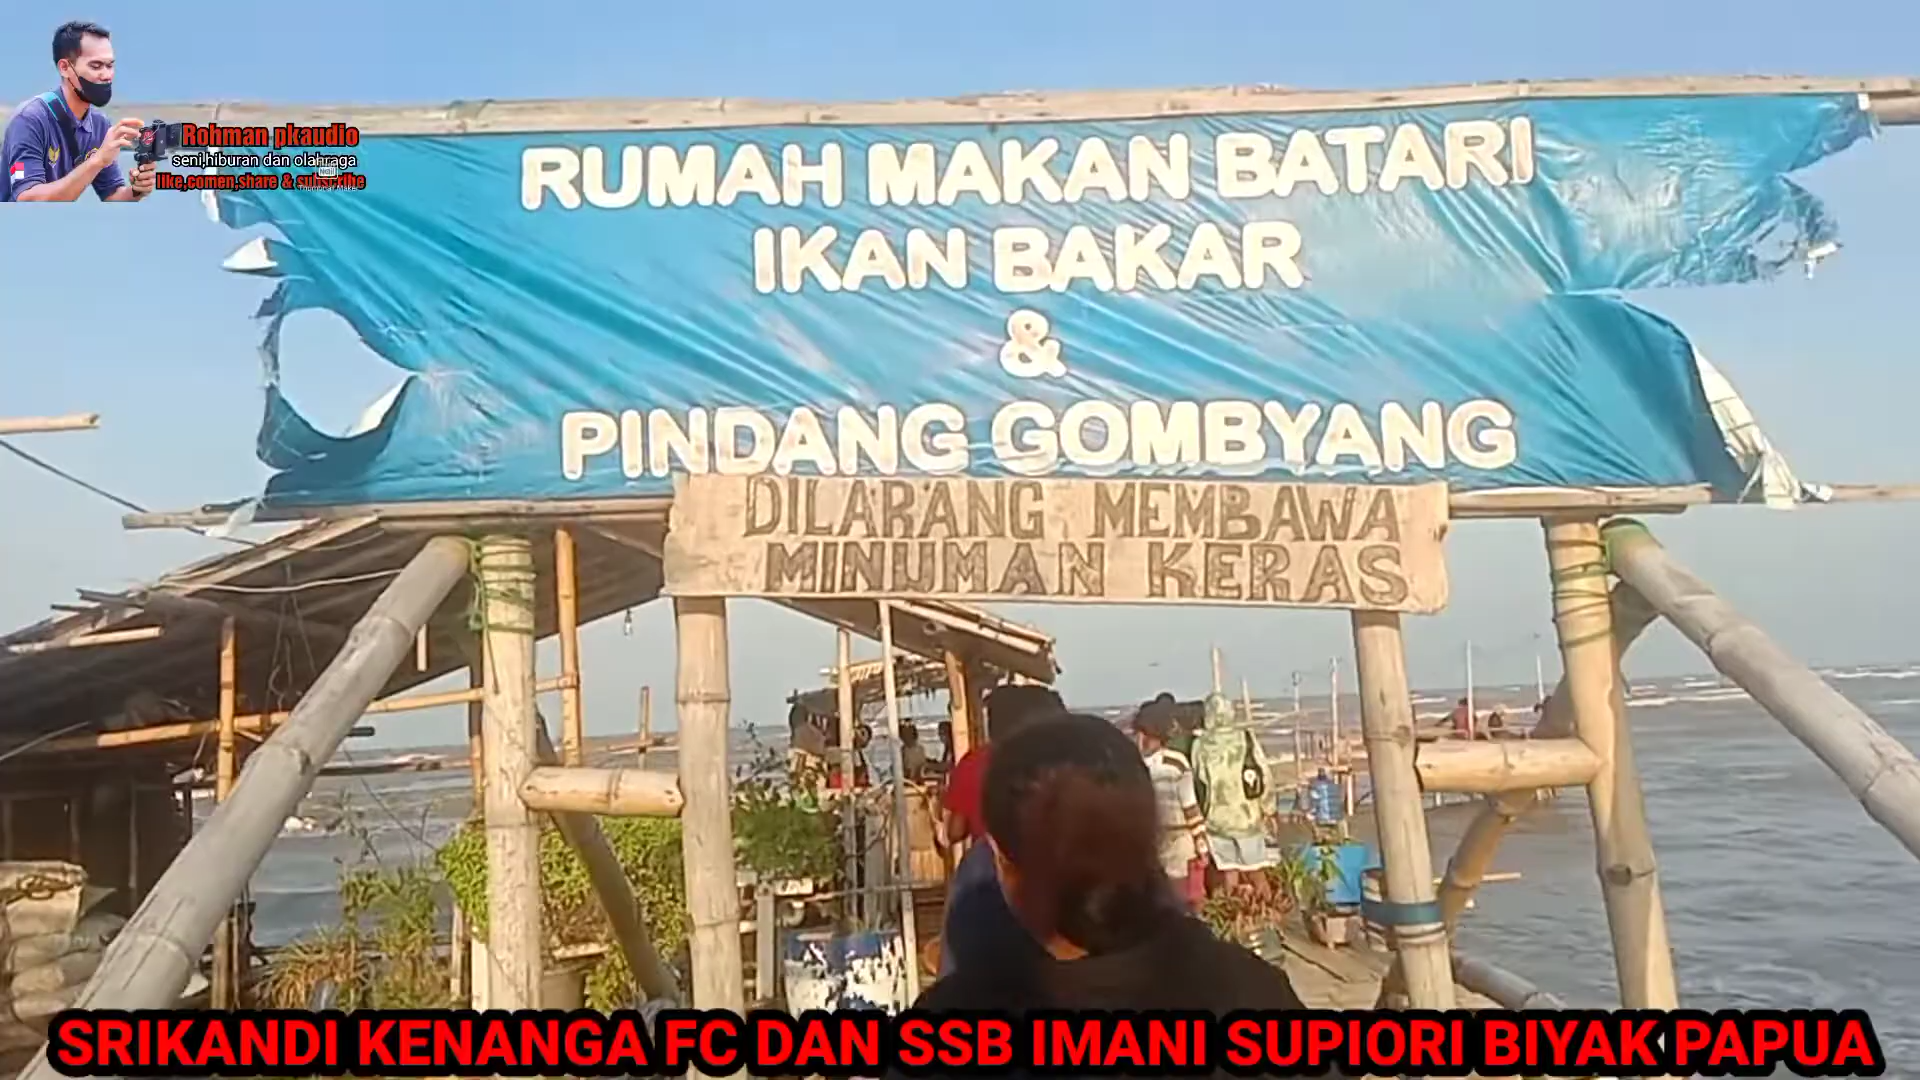 Rohman pkaudio
seni,hiburan dan olahraga
like,comen,share & subscribe
RUMAH MAKAN BATARI
IKAN BAKAR
&
PINDANG GOMBYANG
DILARANG MEMBAWA
MINUMAN KERAS
SRIKANDI KENANGA FC DAN SSB IMANI SUPIORI BIYAK PAPUA